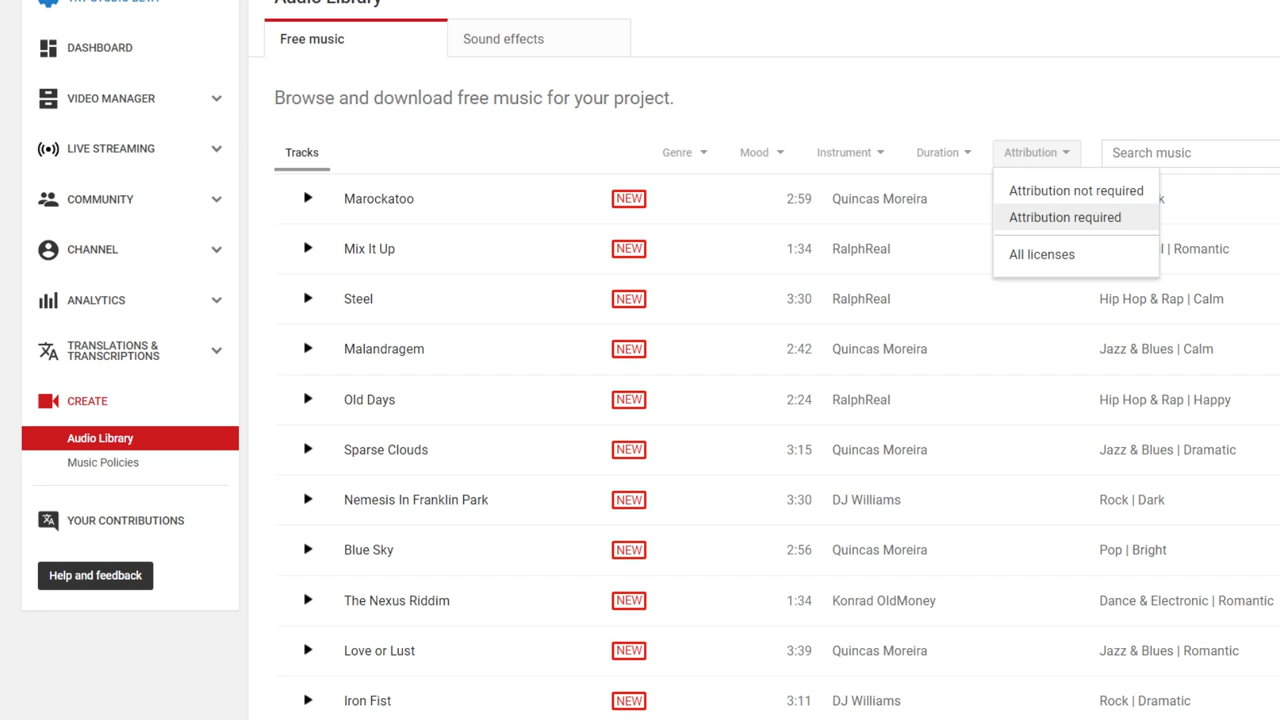 TRY STUDIO BETA
DASHBOARD
VIDEO MANAGER
LIVE STREAMING
COMMUNITY
CHANNEL
ANALYTICS
TRANSLATIONS &
TRANSCRIPTIONS
CREATE
Audio Library
Music Policies
YOUR CONTRIBUTIONS
Help and feedback
Audio Library
Free music Sound effects
Browse and download free music for your project.
Tracks Genre Mood Instrument Duration Attribution Search music
Attribution not required
Attribution required
All licenses
Marockatoo NEW 2:59 Quincas Moreira
Mix It Up NEW 1:34 RalphReal | Romantic
Steel NEW 3:30 RalphReal Hip Hop & Rap | Calm
Malandragem NEW 2:42 Quincas Moreira Jazz & Blues | Calm
Old Days NEW 2:24 RalphReal Hip Hop & Rap | Happy
Sparse Clouds NEW 3:15 Quincas Moreira Jazz & Blues | Dramatic
Nemesis In Franklin Park NEW 3:30 DJ Williams Rock | Dark
Blue Sky NEW 2:56 Quincas Moreira Pop | Bright
The Nexus Riddim NEW 1:34 Konrad OldMoney Dance & Electronic | Romantic
Love or Lust NEW 3:39 Quincas Moreira Jazz & Blues | Romantic
Iron Fist NEW 3:11 DJ Williams Rock | Dramatic